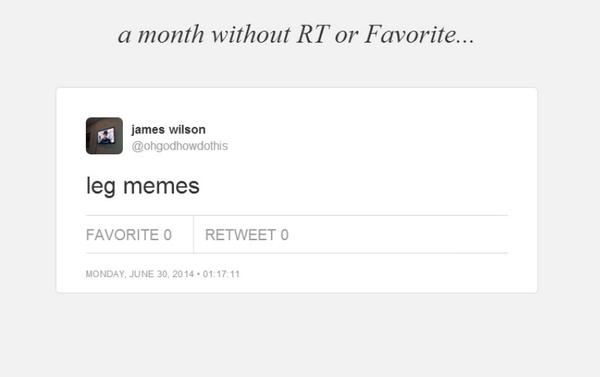 a month without RT or Favorite...
james wilson
@ohgodhowdothis
leg memes
FAVORITE 0 RETWEET 0
MONDAY, JUNE 30, 2014 • 01:17:11